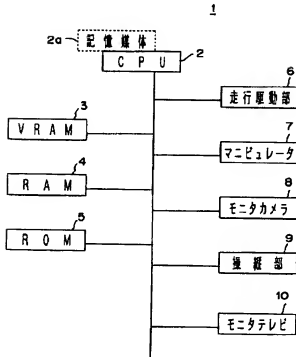 1
2a
記憶媒体
CPU
2
3
VRAM
4
RAM
5
ROM
6
走行駆動部
7
マニピュレータ
8
モニタカメラ
9
操縦部
10
モニタテレビ